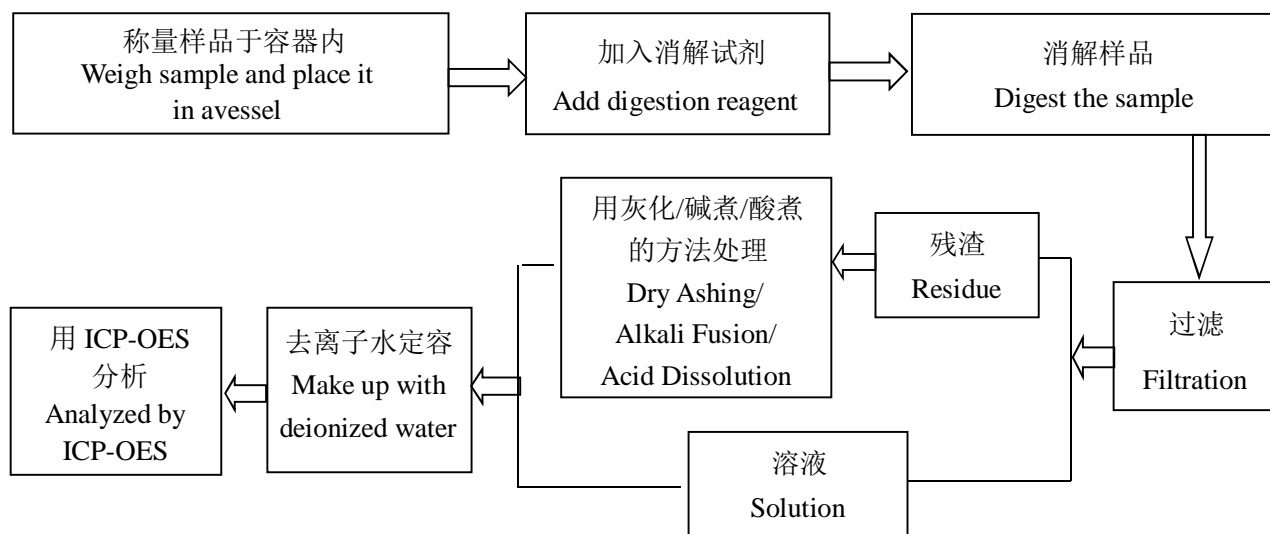 称量样品于容器内
Weigh sample and place it
in avessel
加入消解试剂
Add digestion reagent
消解样品
Digest the sample
过滤
Filtration
残渣
Residue
用灰化/碱煮/酸煮
的方法处理
Dry Ashing/
Alkali Fusion/
Acid Dissolution
溶液
Solution
去离子水定容
Make up with
deionized water
用 ICP-OES
分析
Analyzed by
ICP-OES